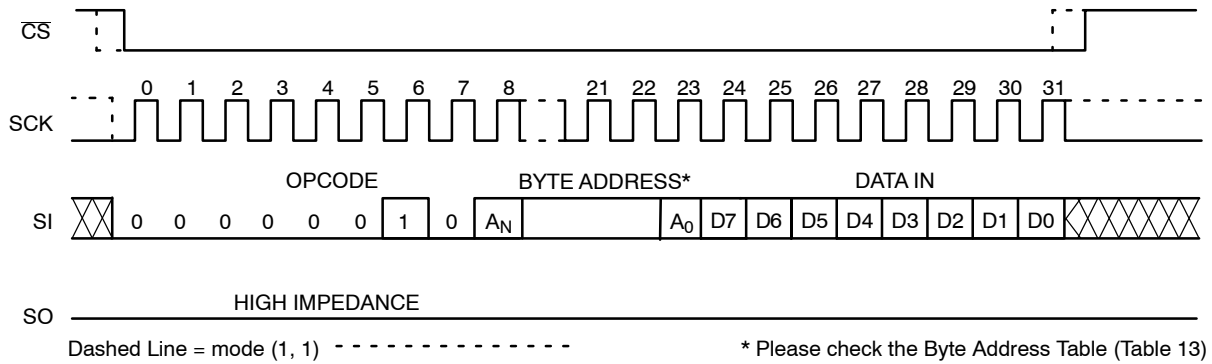 CS
0 1 2 3 4 5 6 7 8 21 22 23 24 25 26 27 28 29 30 31
SCK
OPCODE BYTE ADDRESS* DATA IN
SI 0 0 0 0 0 0 1 0 AN A0 D7 D6 D5 D4 D3 D2 D1 D0
HIGH IMPEDANCE
SO
Dashed Line = mode (1, 1) * Please check the Byte Address Table (Table 13)